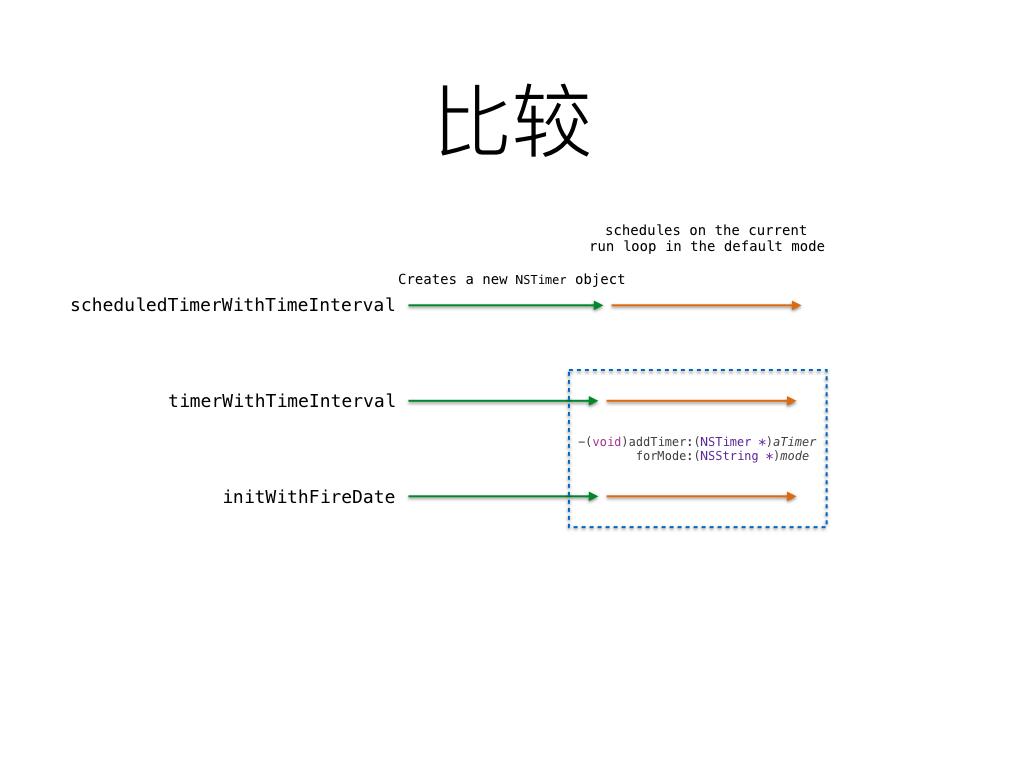 比较
schedules on the current
run loop in the default mode
Creates a new NSTimer object
scheduledTimerWithTimeInterval
timerWithTimeInterval
–(void)addTimer:(NSTimer *)aTimer
forMode:(NSString *)mode
initWithFireDate